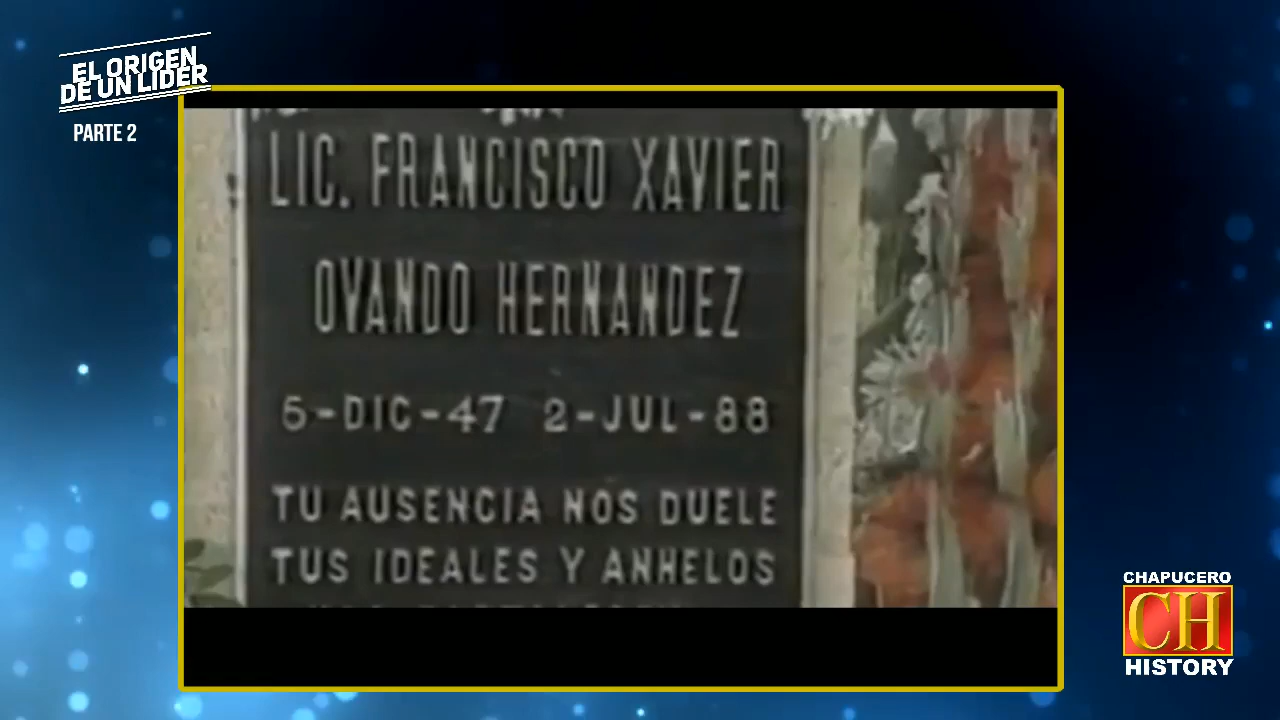 EL ORIGEN
DE UN LÍDER
PARTE 2
LIC. FRANCISCO XAVIER
OVANDO HERNANDEZ
5-DIC-47 2-JUL-88
TU AUSENCIA NOS DUELE
TUS IDEALES Y ANHELOS
CHAPUCERO
CH
HISTORY